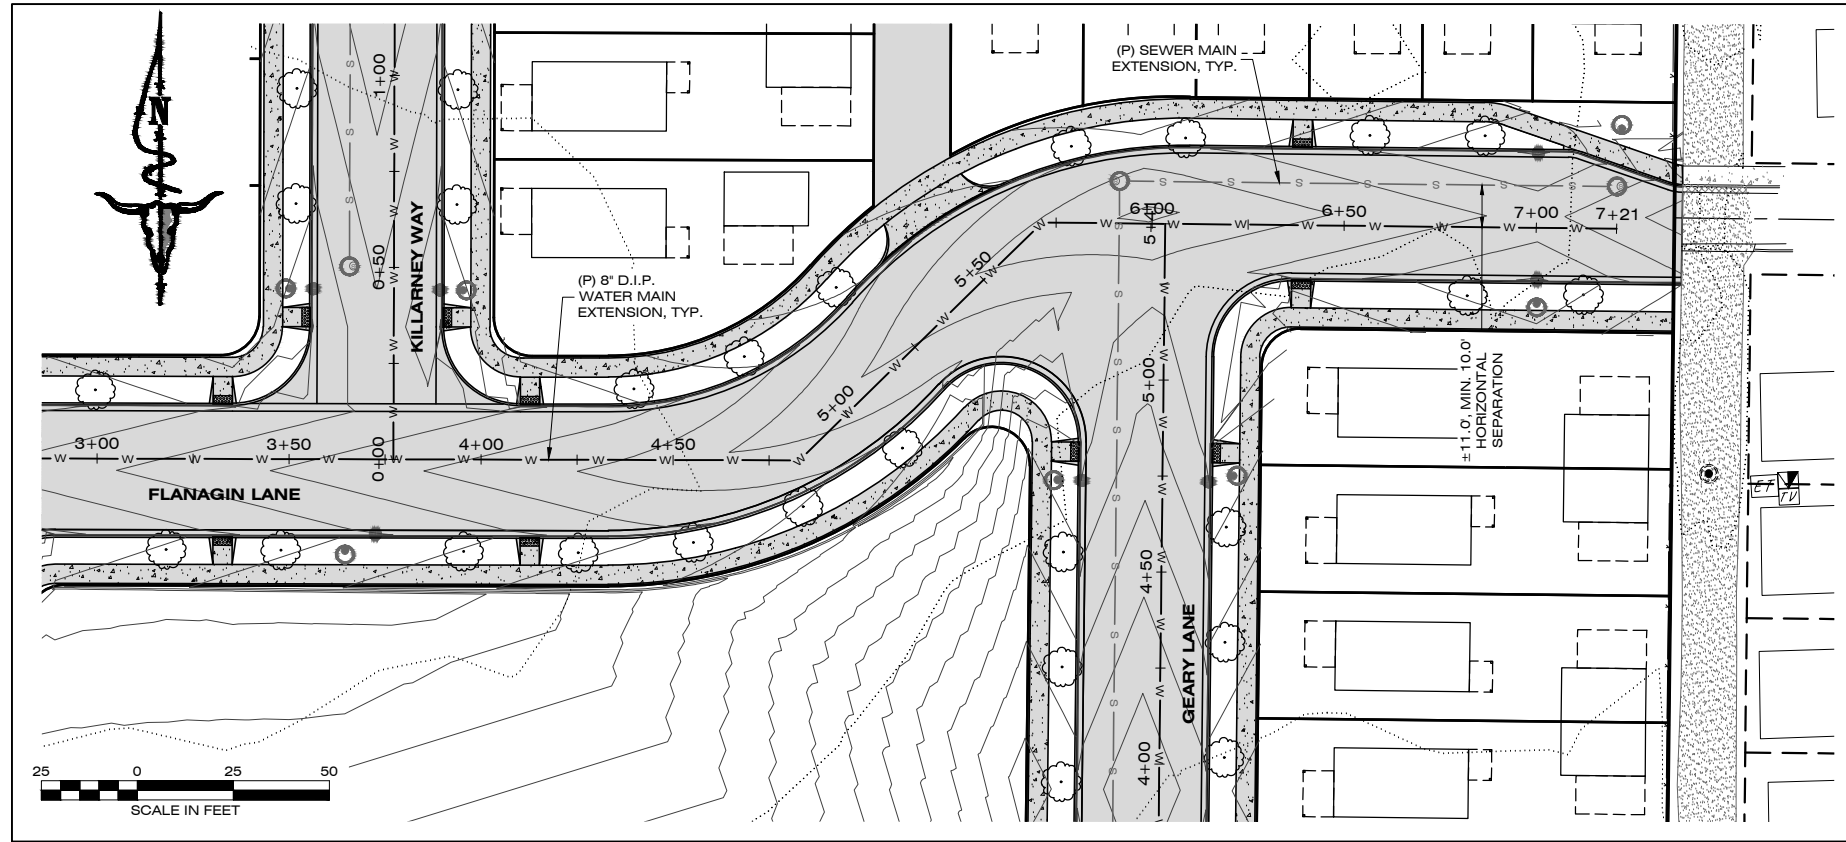 N
1+00
0+50
KILLARNEY WAY
(P) SEWER MAIN
EXTENSION, TYP.
(P) 8" D.I.P.
WATER MAIN
EXTENSION, TYP.
3+00
3+50
0+00
4+00
4+50
5+00
5+50
6+00
6+50
7+00
7+21
FLANAGIN LANE
5+00
4+50
4+00
GEARY LANE
±11.0', MIN. 10.0'
HORIZONTAL
SEPARATION
ET
TV
25 0 25 50
SCALE IN FEET